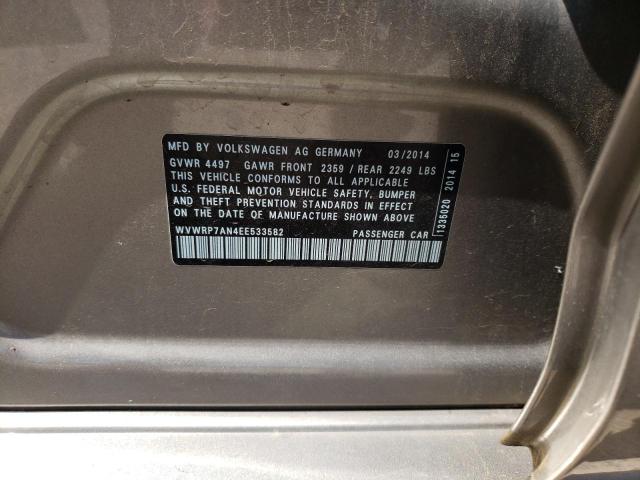 MFD BY VOLKSWAGEN AG GERMANY 03/2014
GVWR 4497 GAWR FRONT 2359 / REAR 2249 LBS
THIS VEHICLE CONFORMS TO ALL APPLICABLE
U.S. FEDERAL MOTOR VEHICLE SAFETY, BUMPER
AND THEFT PREVENTION STANDARDS IN EFFECT
ON THE DATE OF MANUFACTURE SHOWN ABOVE
WVWRP7AN4EE533582 PASSENGER CAR
1335020 2014 15